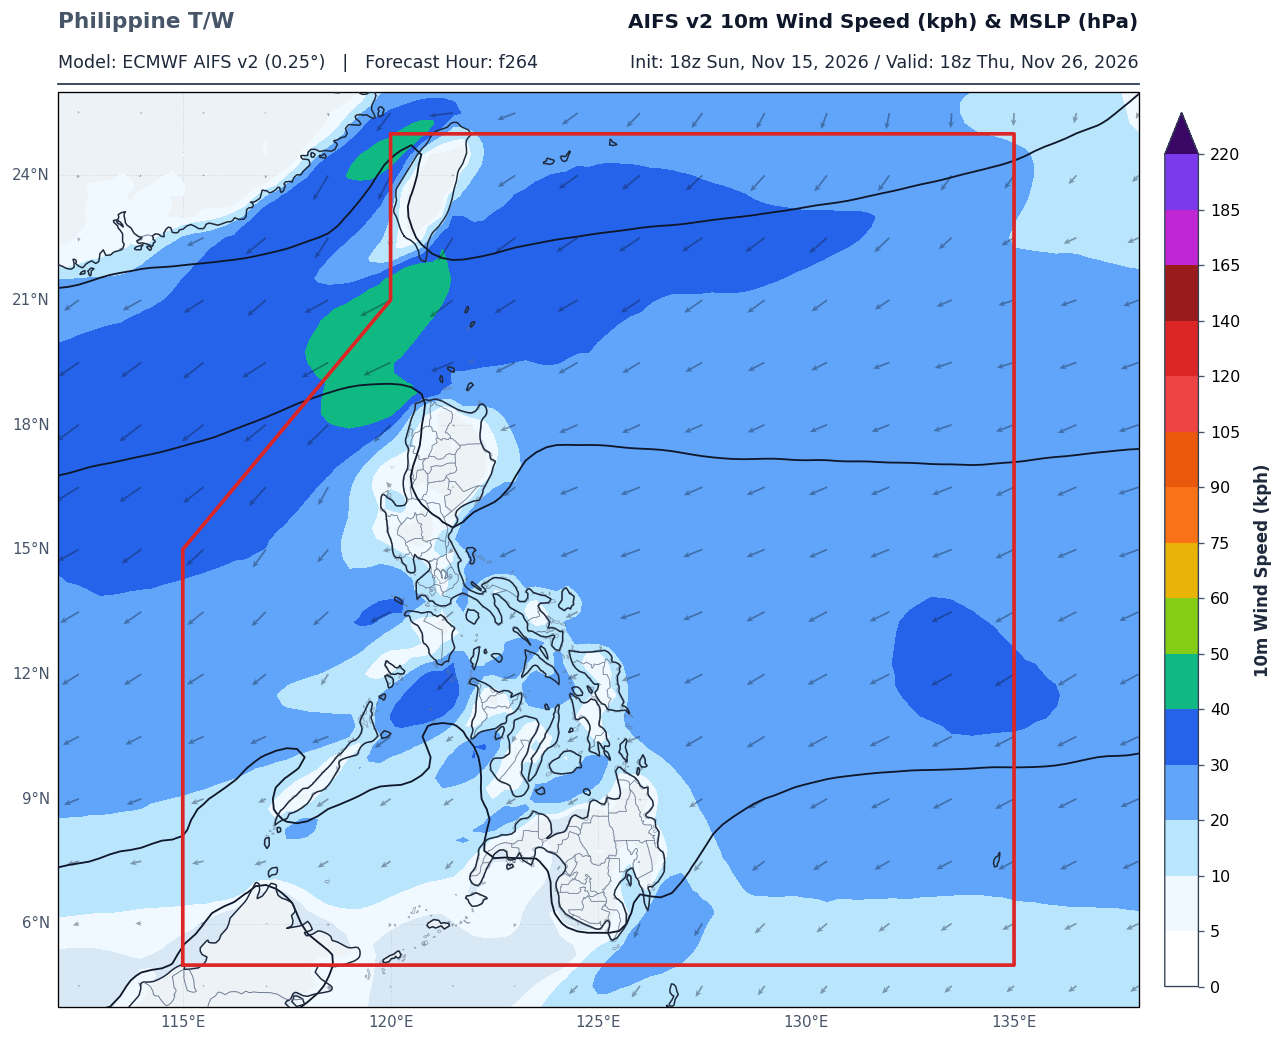 Philippine T/W
AIFS v2 10m Wind Speed (kph) & MSLP (hPa)
Model: ECMWF AIFS v2 (0.25°) | Forecast Hour: f264
Init: 18z Sun, Nov 15, 2026 / Valid: 18z Thu, Nov 26, 2026
24°N
21°N
18°N
15°N
12°N
9°N
6°N
115°E
120°E
125°E
130°E
135°E
220
185
165
140
120
105
90
75
60
50
40
30
20
10
5
0
10m Wind Speed (kph)